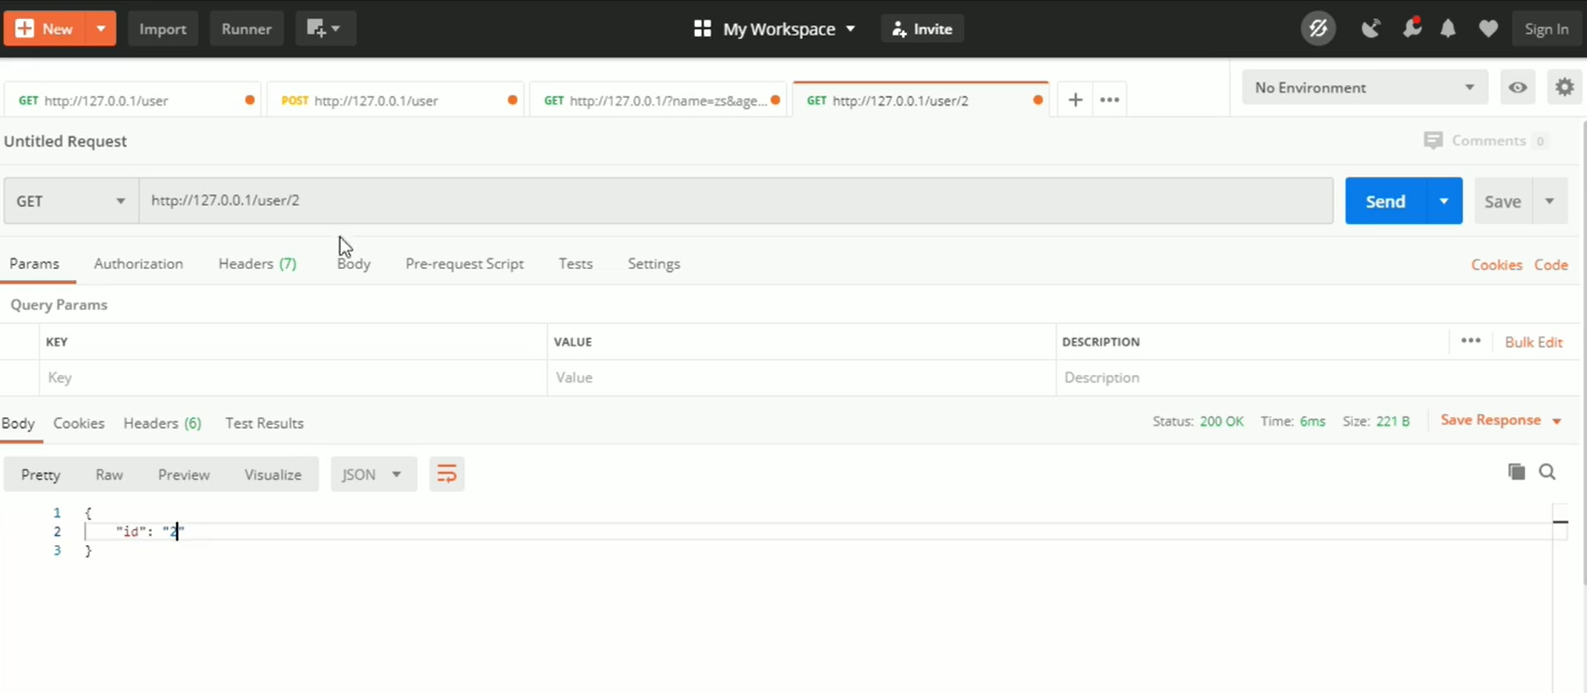 New Import Runner My Workspace Invite Sign In
GET http://127.0.0.1/user POST http://127.0.0.1/user GET http://127.0.0.1/?name=zs&age... GET http://127.0.0.1/user/2 No Environment
Untitled Request Comments 0
GET http://127.0.0.1/user/2 Send Save
Params Authorization Headers (7) Body Pre-request Script Tests Settings Cookies Code
Query Params
KEY VALUE DESCRIPTION Bulk Edit
Key Value Description
Body Cookies Headers (6) Test Results Status: 200 OK Time: 6ms Size: 221 B Save Response
Pretty Raw Preview Visualize JSON
1 {
2 "id": "2"
3 }